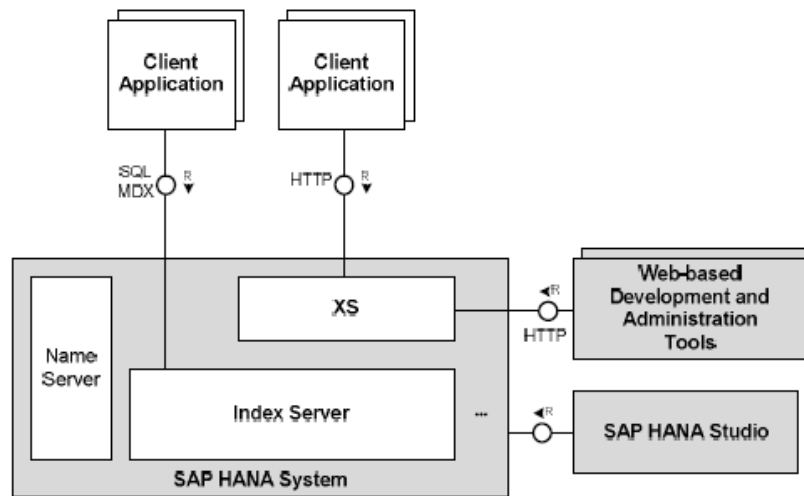 Client
Application
Client
Application
SQL
MDX
R
HTTP
R
XS
Name
Server
Index Server
...
SAP HANA System
R
HTTP
Web-based
Development and
Administration
Tools
R
SAP HANA Studio